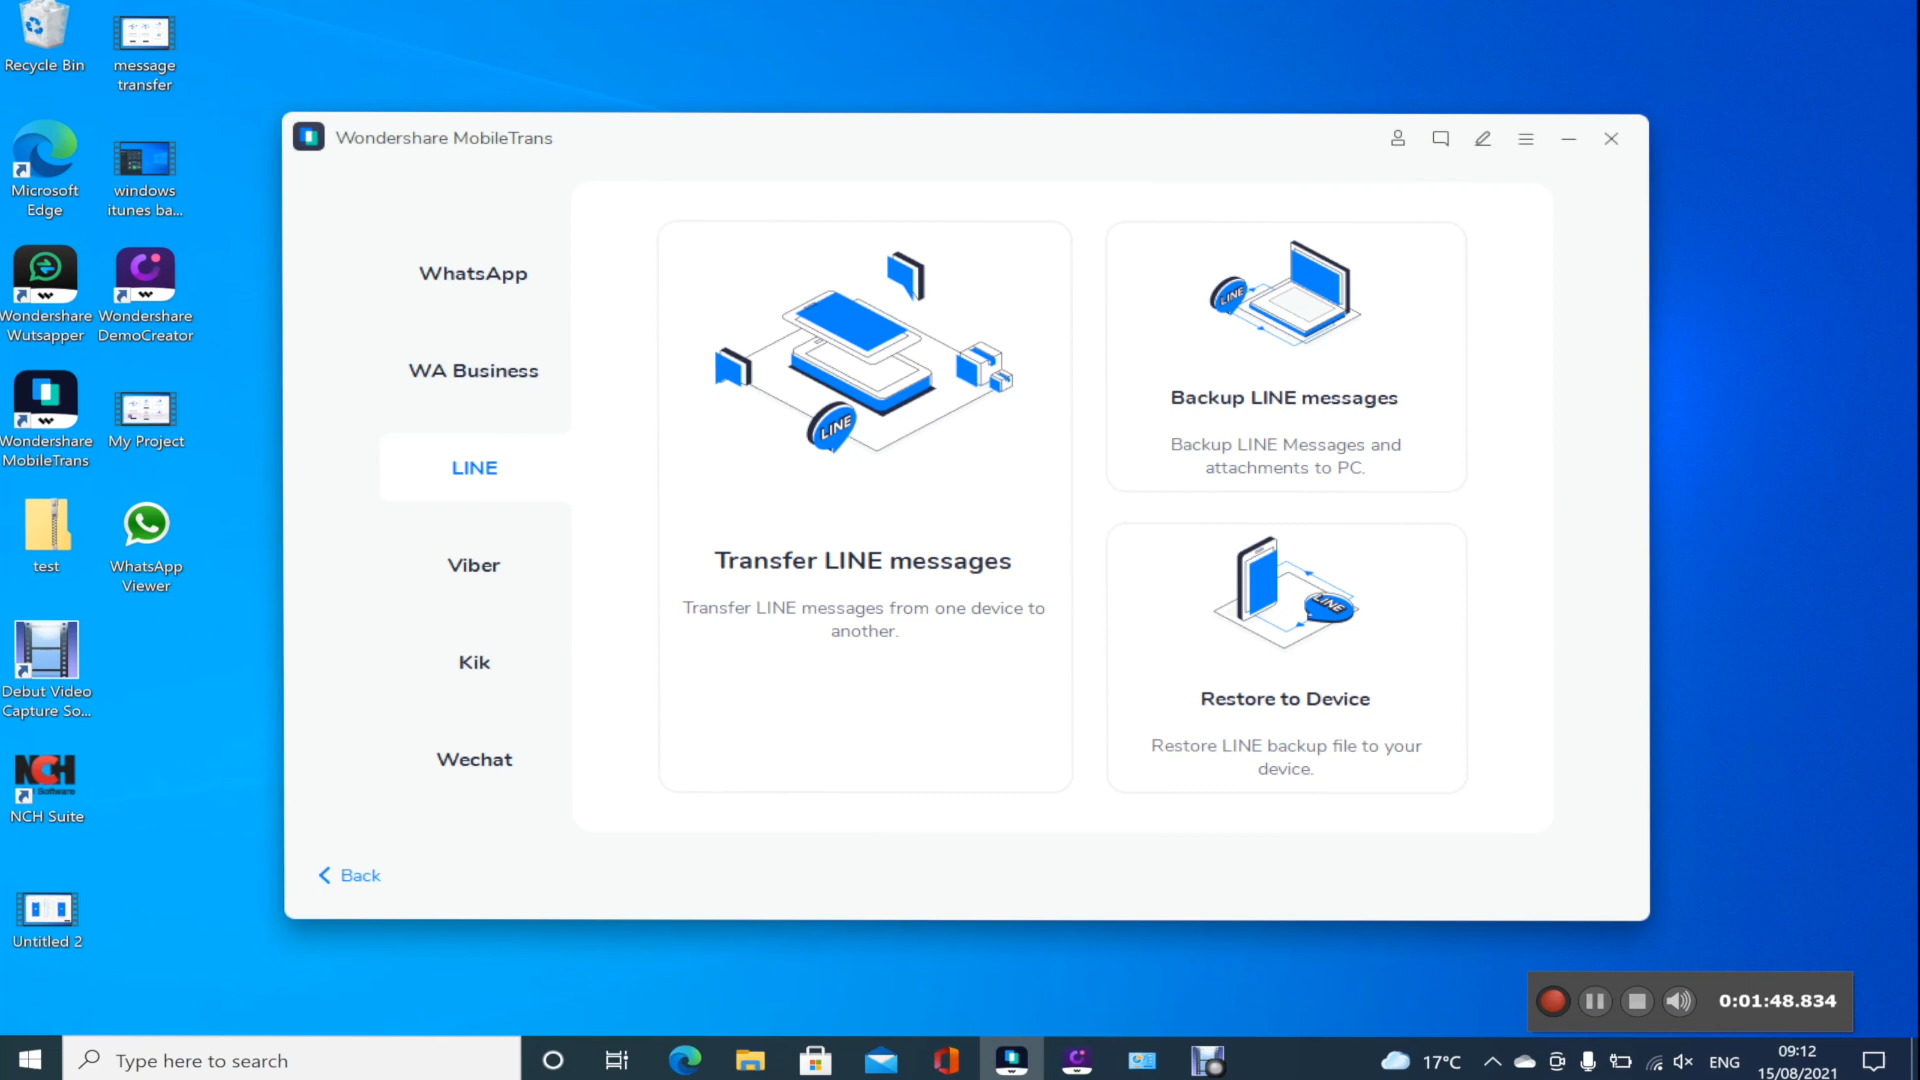 Recycle Bin
message
transfer
Microsoft
Edge
windows
itunes ba...
Wondershare
Wutsapper
Wondershare
DemoCreator
Wondershare
MobileTrans
My Project
test
WhatsApp
Viewer
Debut Video
Capture So...
NCH
Software
NCH Suite
Untitled 2
Wondershare MobileTrans
WhatsApp
WA Business
LINE
Viber
Kik
Wechat
Back
LINE
Transfer LINE messages
Transfer LINE messages from one device to
another.
LINE
Backup LINE messages
Backup LINE Messages and
attachments to PC.
LINE
Restore to Device
Restore LINE backup file to your
device.
0:01:48.834
Type here to search
17°C
ENG
09:12
15/08/2021